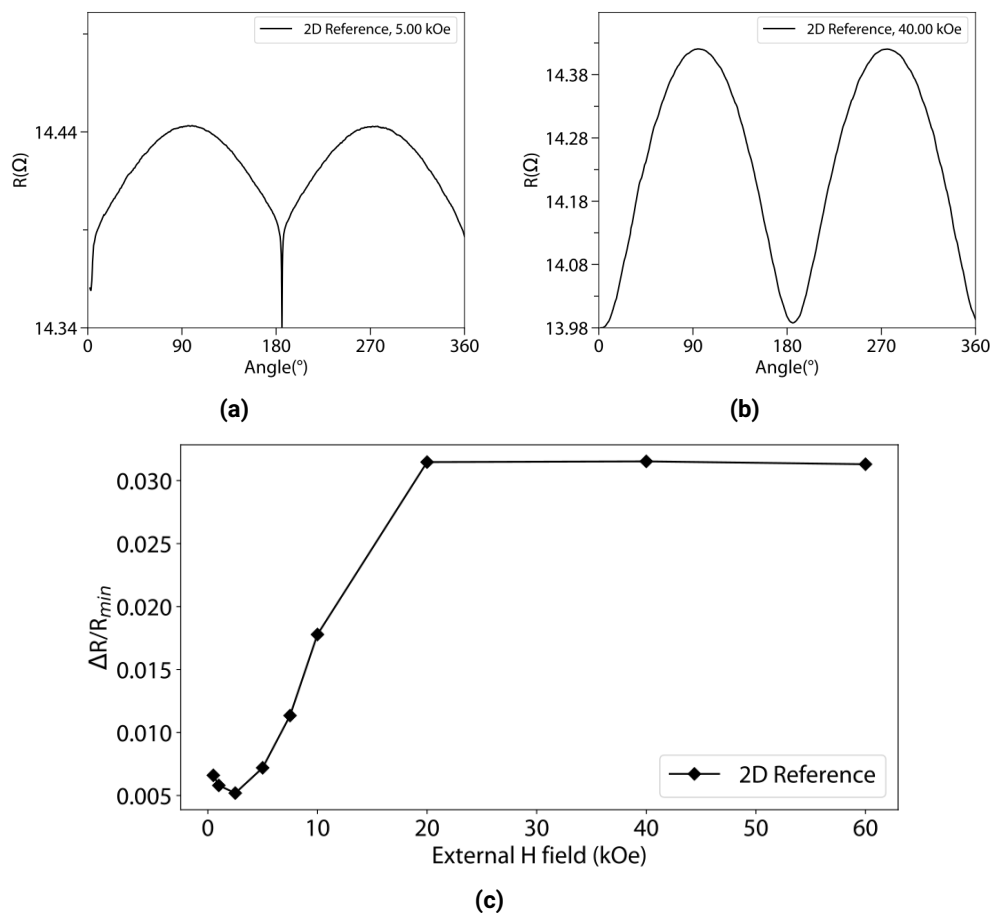 2D Reference, 5.00 kOe
R(Ω)
14.44
14.34
0 90 180 270 360
Angle(°)
(a)
2D Reference, 40.00 kOe
R(Ω)
14.38
14.28
14.18
14.08
13.98
0 90 180 270 360
Angle(°)
(b)
ΔR/Rmin
0.030
0.025
0.020
0.015
0.010
0.005
2D Reference
0 10 20 30 40 50 60
External H field (kOe)
(c)